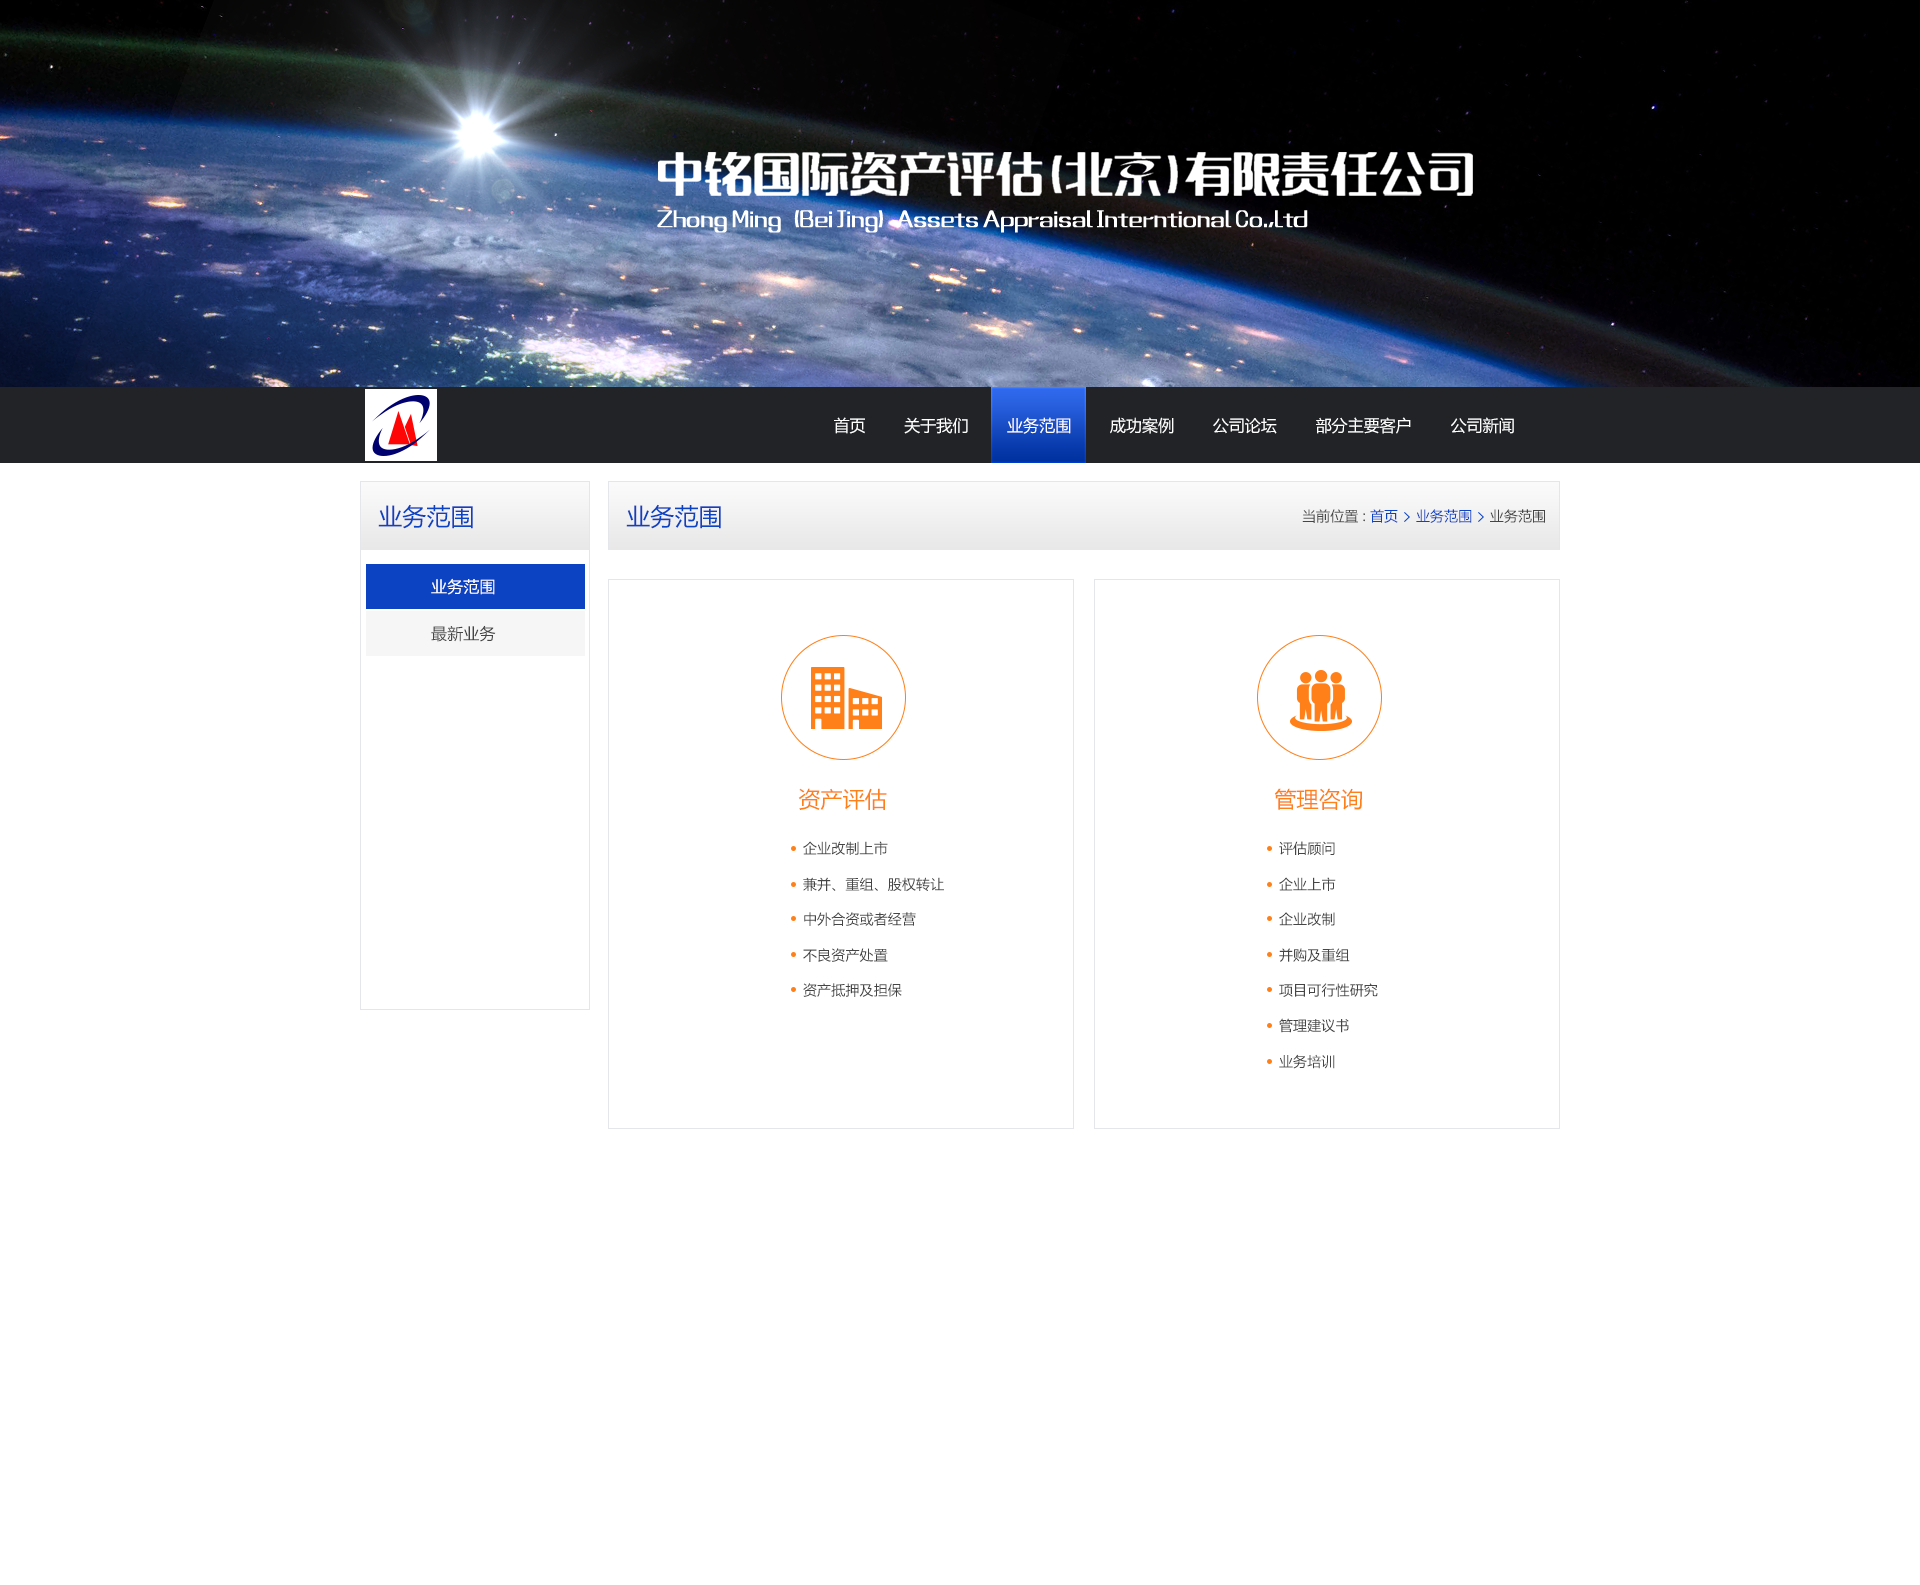 中铭国际资产评估(北京)有限责任公司
Zhong Ming (Bei Jing) Assets Appraisal Interntional Co.,Ltd
首页 关于我们 业务范围 成功案例 公司论坛 部分主要客户 公司新闻
业务范围
业务范围
最新业务
业务范围
当前位置 : 首页 > 业务范围 > 业务范围
资产评估
企业改制上市
兼并、重组、股权转让
中外合资或者经营
不良资产处置
资产抵押及担保
管理咨询
评估顾问
企业上市
企业改制
并购及重组
项目可行性研究
管理建议书
业务培训